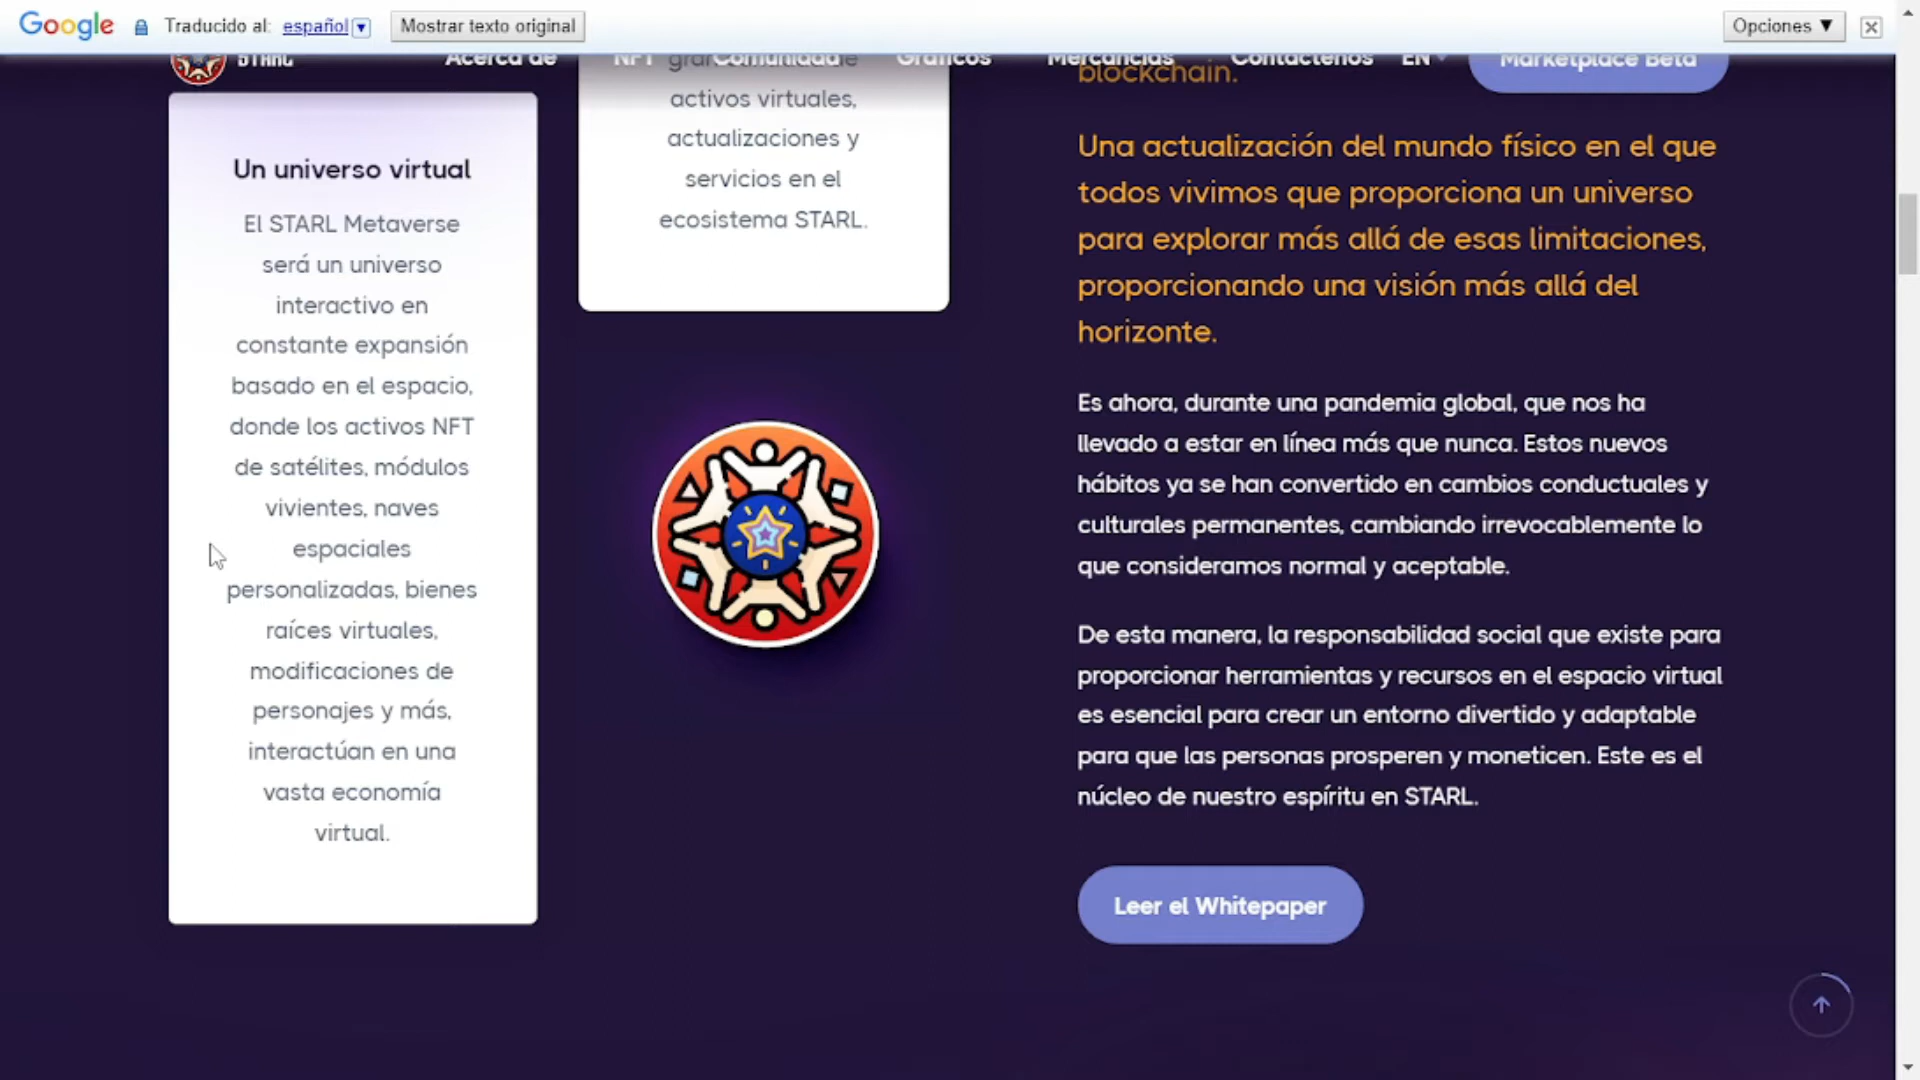 Google Traducido al: español Mostrar texto original Opciones ▼
STARL Acerca de NFT Comunidad Gráficos Mercancías Contáctenos EN Marketplace Beta
Un universo virtual
El STARL Metaverse
será un universo
interactivo en
constante expansión
basado en el espacio,
donde los activos NFT
de satélites, módulos
vivientes, naves
espaciales
personalizadas, bienes
raíces virtuales,
modificaciones de
personajes y más,
interactúan en una
vasta economía
virtual.
activos virtuales,
actualizaciones y
servicios en el
ecosistema STARL.
blockchain.
Una actualización del mundo físico en el que
todos vivimos que proporciona un universo
para explorar más allá de esas limitaciones,
proporcionando una visión más allá del
horizonte.
Es ahora, durante una pandemia global, que nos ha
llevado a estar en línea más que nunca. Estos nuevos
hábitos ya se han convertido en cambios conductuales y
culturales permanentes, cambiando irrevocablemente lo
que consideramos normal y aceptable.
De esta manera, la responsabilidad social que existe para
proporcionar herramientas y recursos en el espacio virtual
es esencial para crear un entorno divertido y adaptable
para que las personas prosperen y moneticen. Este es el
núcleo de nuestro espíritu en STARL.
Leer el Whitepaper